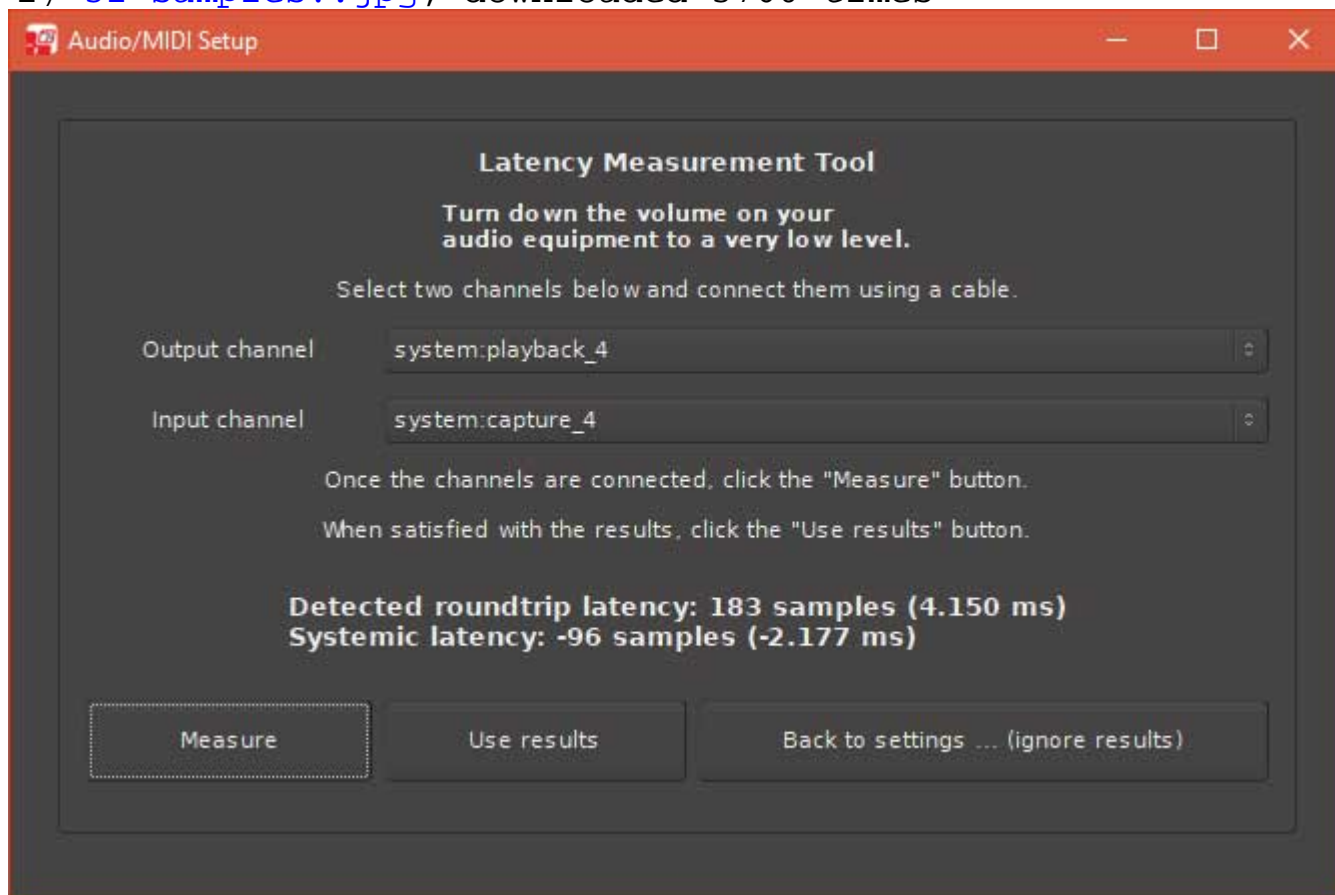 Audio/MIDI Setup
Latency Measurement Tool
Turn down the volume on your
audio equipment to a very low level.
Select two channels below and connect them using a cable.
Output channel system:playback_4
Input channel system:capture_4
Once the channels are connected, click the "Measure" button.
When satisfied with the results, click the "Use results" button.
Detected roundtrip latency: 183 samples (4.150 ms)
Systemic latency: -96 samples (-2.177 ms)
Measure Use results Back to settings ... (ignore results)